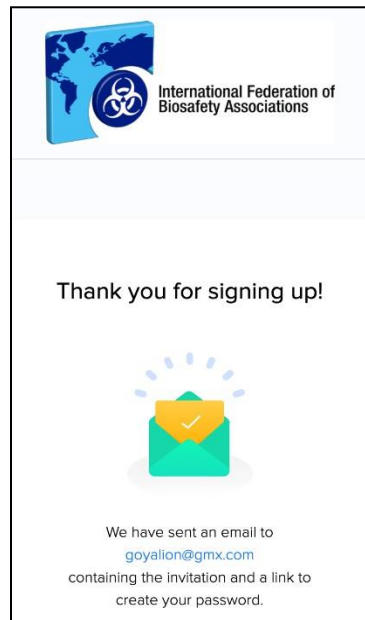 International Federation of
Biosafety Associations
Thank you for signing up!
We have sent an email to
goyalion@gmx.com
containing the invitation and a link to
create your password.